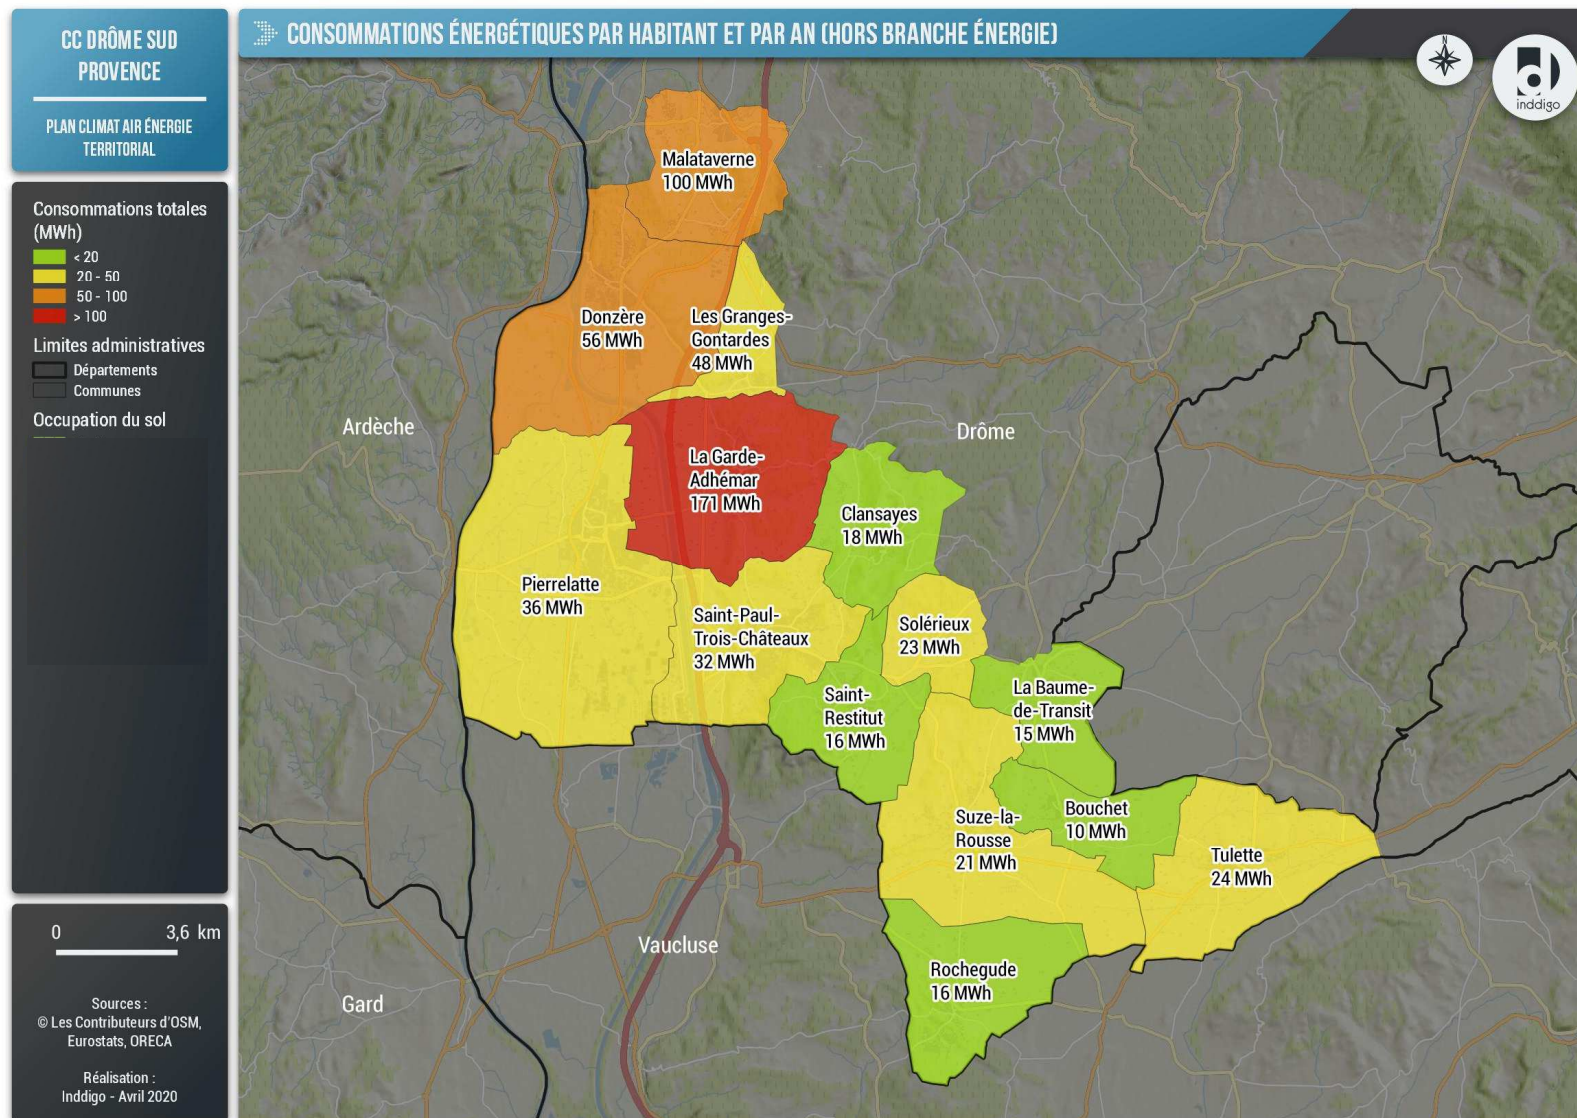 CC DRÔME SUD
PROVENCE
PLAN CLIMAT AIR ÉNERGIE
TERRITORIAL
CONSOMMATIONS ÉNERGÉTIQUES PAR HABITANT ET PAR AN (HORS BRANCHE ÉNERGIE)
N
inddigo
Consommations totales
(MWh)
< 20
20 - 50
50 - 100
> 100
Limites administratives
Départements
Communes
Occupation du sol
0 3,6 km
Sources :
© Les Contributeurs d'OSM,
Eurostats, ORECA
Réalisation :
Inddigo - Avril 2020
Malataverne
100 MWh
Donzère
56 MWh
Les Granges-
Gontardes
48 MWh
Ardèche
Drôme
La Garde-
Adhémar
171 MWh
Clansayes
18 MWh
Pierrelatte
36 MWh
Saint-Paul-
Trois-Châteaux
32 MWh
Solérieux
23 MWh
Saint-
Restitut
16 MWh
La Baume-
de-Transit
15 MWh
Suze-la-
Rousse
21 MWh
Bouchet
10 MWh
Tulette
24 MWh
Vaucluse
Rochegude
16 MWh
Gard